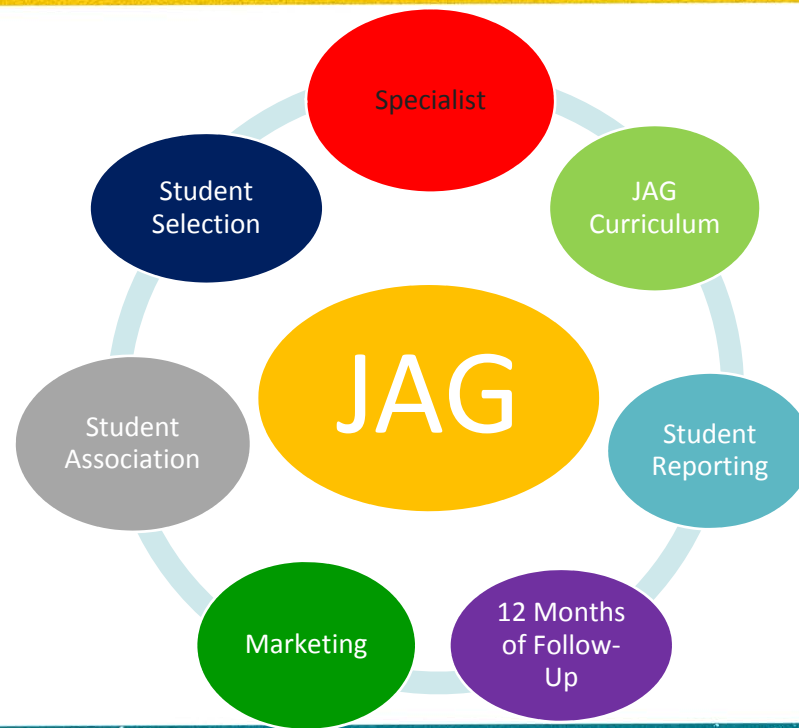 Specialist
JAG
Curriculum
Student
Reporting
12 Months
of Follow-
Up
Marketing
Student
Association
Student
Selection
JAG